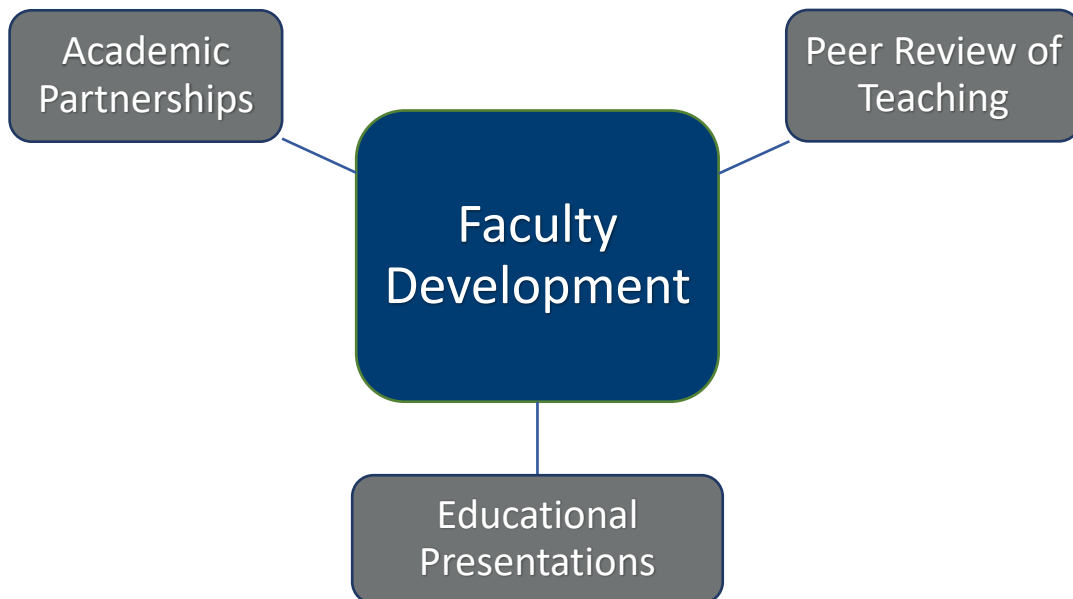 Academic
Partnerships
Peer Review of
Teaching
Faculty
Development
Educational
Presentations